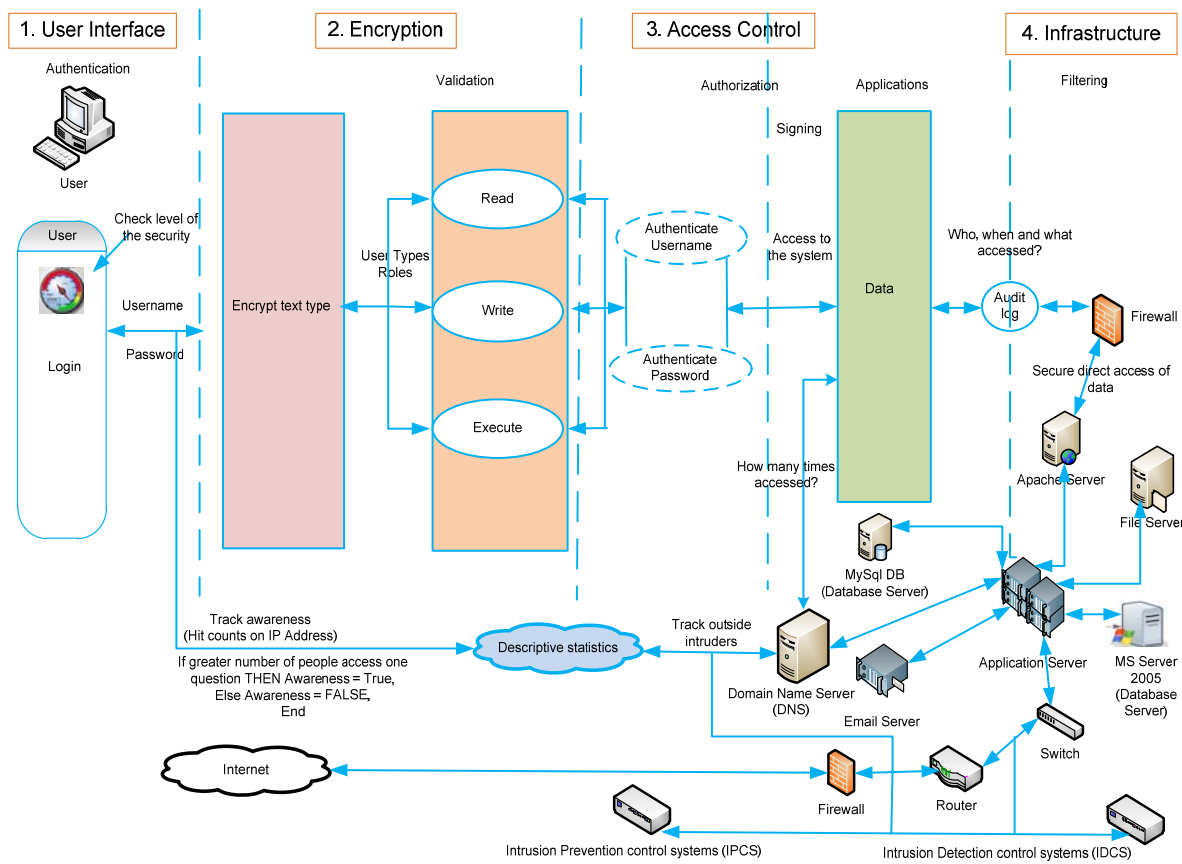 1. User Interface
2. Encryption
3. Access Control
4. Infrastructure
Authentication
Validation
Authorization
Applications
Filtering
Signing
User
User
Check level of
the security
Login
Username
Password
Encrypt text type
User Types
Roles
Read
Write
Execute
Authenticate
Username
Authenticate
Password
Access to
the system
Data
Who, when and what
accessed?
Audit
log
Firewall
Secure direct access of
data
Apache Server
File Server
How many times
accessed?
MySql DB
(Database Server)
Track awareness
(Hit counts on IP Address)
If greater number of people access one
question THEN Awareness = True,
Else Awareness = FALSE,
End
Descriptive statistics
Track outside
intruders
Domain Name Server
(DNS)
Email Server
Application Server
MS Server
2005
(Database
Server)
Switch
Internet
Firewall
Router
Intrusion Prevention control systems (IPCS)
Intrusion Detection control systems (IDCS)